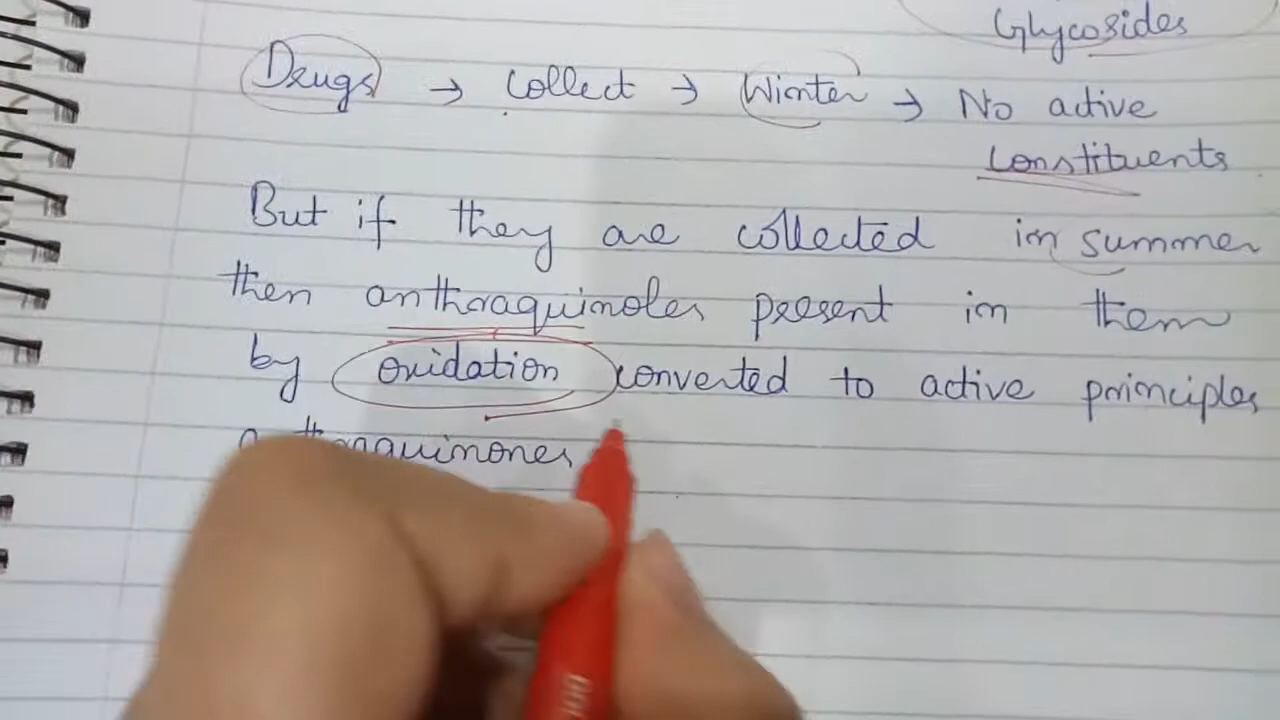 Glycosides
Drugs → Collect → Winter → No active
constituents
But if they are collected in summer
then anthraquinoles present in them
by oxidation converted to active principles
anthraquinones